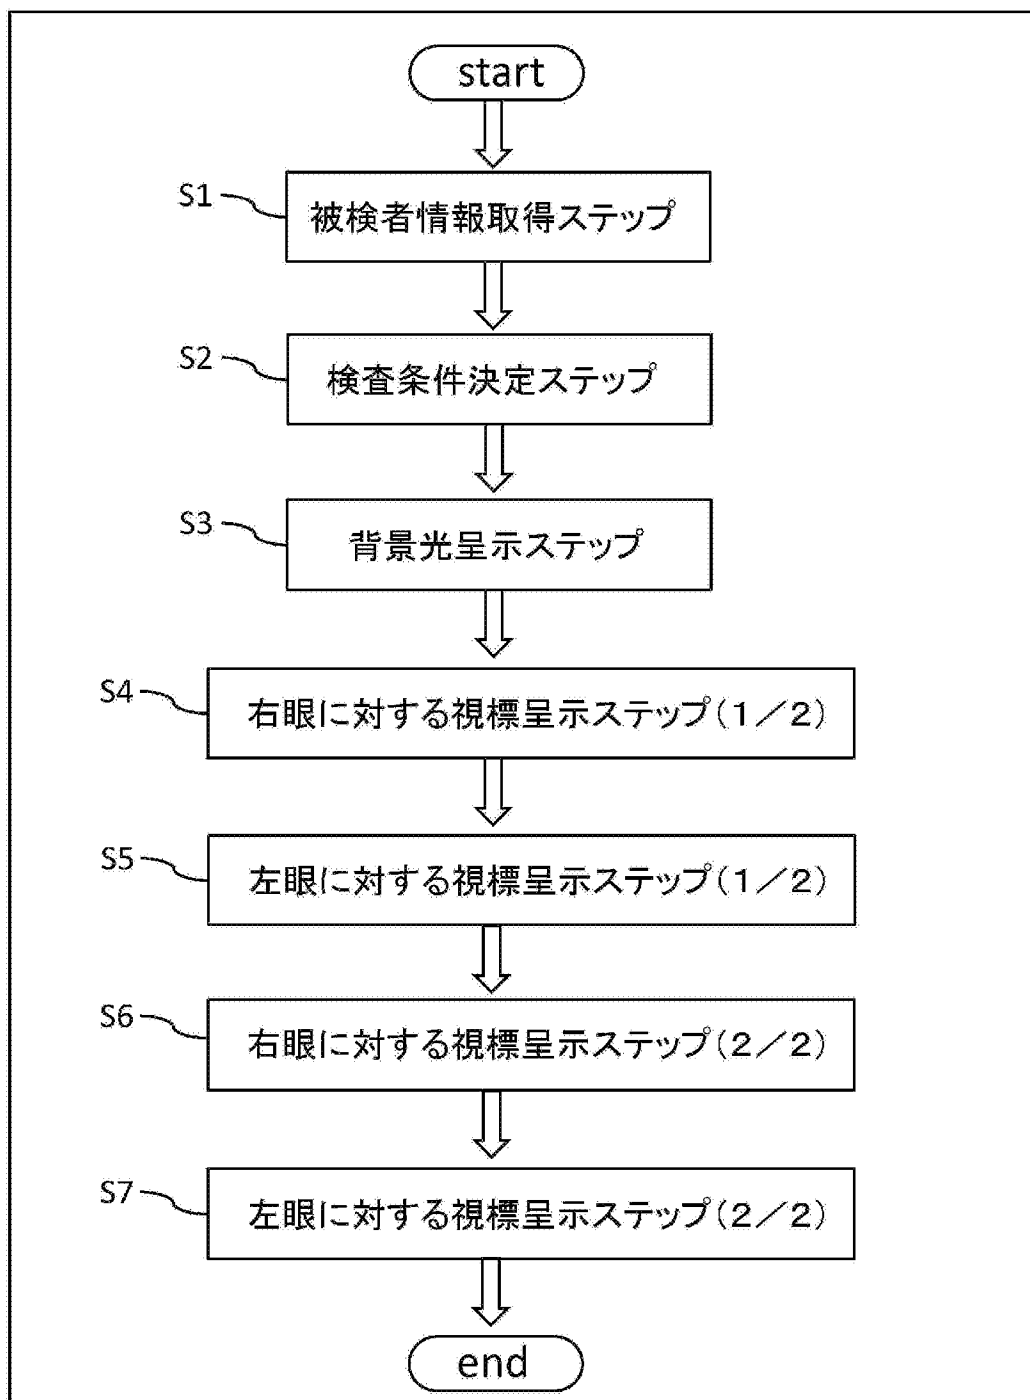 start
S1
被検者情報取得ステップ
S2
検査条件決定ステップ
S3
背景光呈示ステップ
S4
右眼に対する視標呈示ステップ(1／2)
S5
左眼に対する視標呈示ステップ(1／2)
S6
右眼に対する視標呈示ステップ(2／2)
S7
左眼に対する視標呈示ステップ(2／2)
end